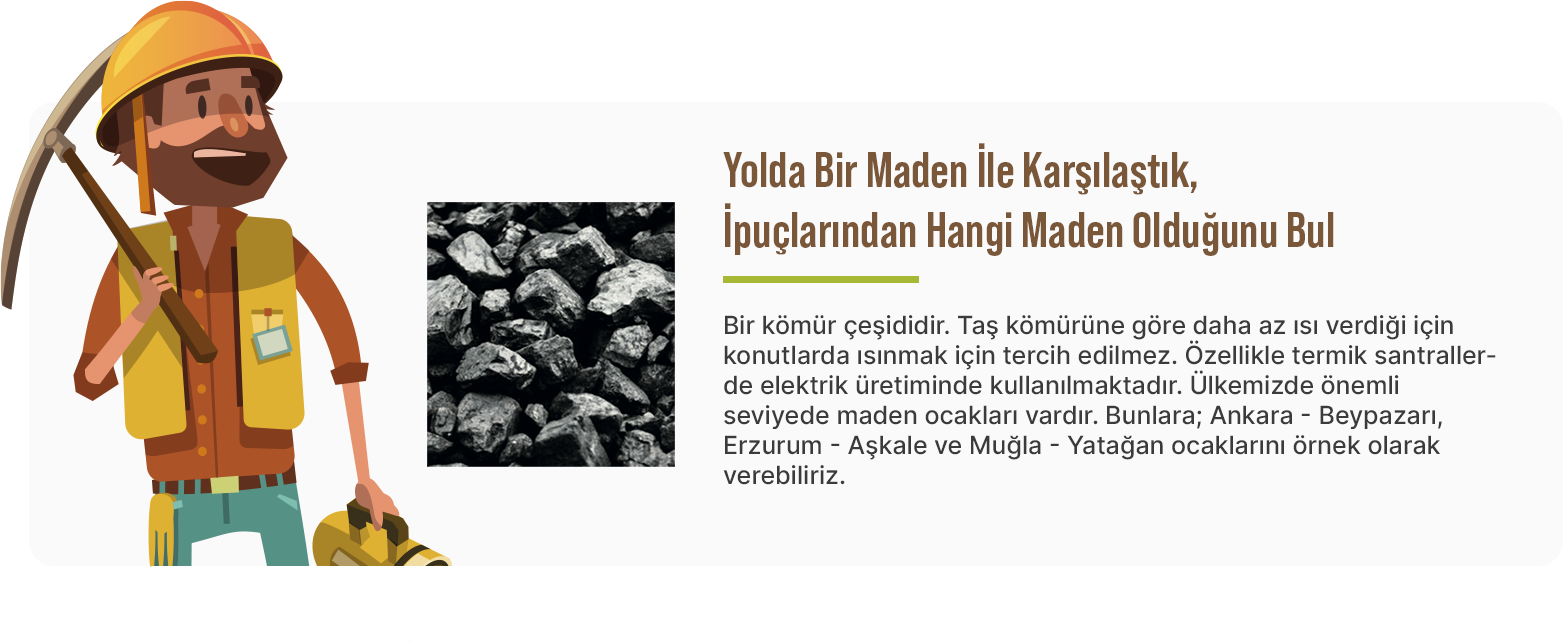 Yolda Bir Maden İle Karşılaştık,
İpuçlarından Hangi Maden Olduğunu Bul
Bir kömür çeşididir. Taş kömürüne göre daha az ısı verdiği için
konutlarda ısınmak için tercih edilmez. Özellikle termik santraller-
de elektrik üretiminde kullanılmaktadır. Ülkemizde önemli
seviyede maden ocakları vardır. Bunlara; Ankara - Beypazarı,
Erzurum - Aşkale ve Muğla - Yatağan ocaklarını örnek olarak
verebiliriz.